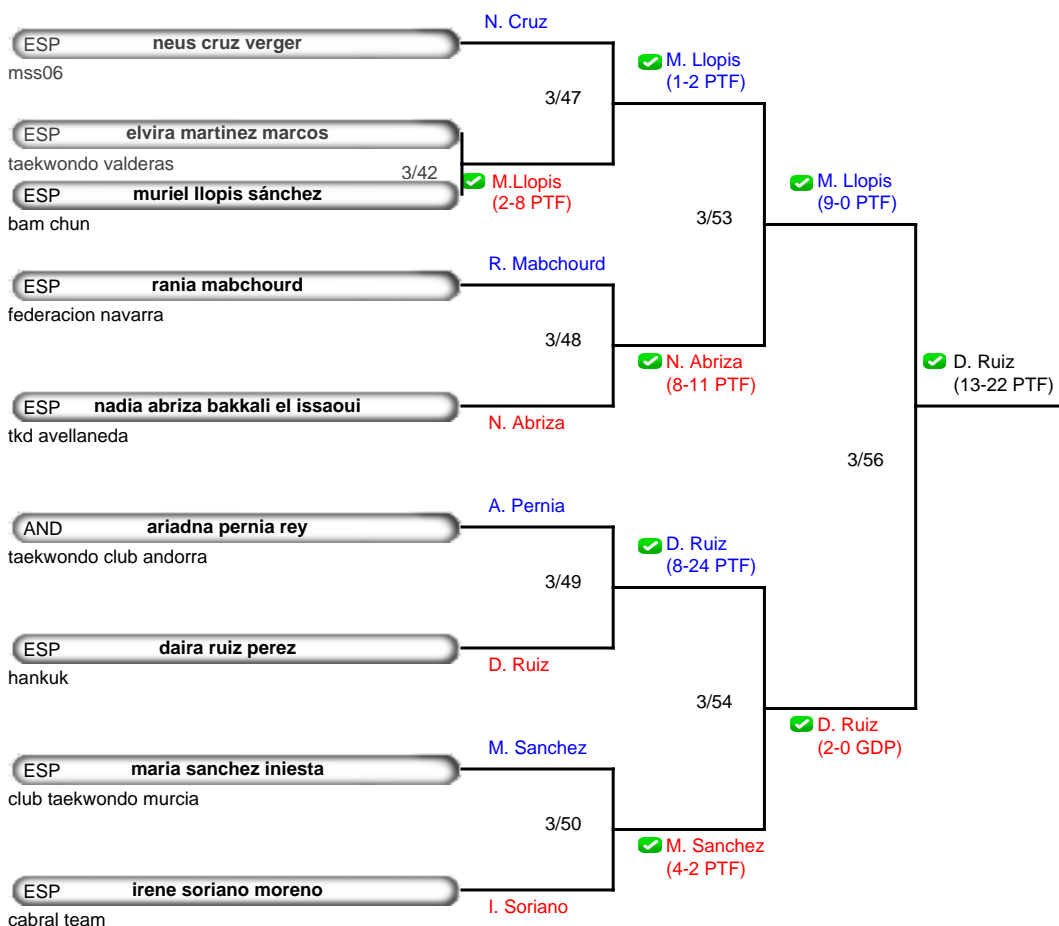 N. Cruz
ESP neus cruz verger
mss06
M. Llopis
(1-2 PTF)
3/47
ESP elvira martinez marcos
taekwondo valderas
3/42
M.Llopis
(2-8 PTF)
ESP muriel llopis sánchez
bam chun
M. Llopis
(9-0 PTF)
3/53
R. Mabchourd
ESP rania mabchourd
federacion navarra
3/48
N. Abriza
(8-11 PTF)
D. Ruiz
(13-22 PTF)
ESP nadia abriza bakkali el issaoui
N. Abriza
tkd avellaneda
3/56
A. Pernia
AND ariadna pernia rey
taekwondo club andorra
D. Ruiz
(8-24 PTF)
3/49
ESP daira ruiz perez
D. Ruiz
hankuk
3/54
D. Ruiz
(2-0 GDP)
M. Sanchez
ESP maria sanchez iniesta
club taekwondo murcia
3/50
M. Sanchez
(4-2 PTF)
ESP irene soriano moreno
I. Soriano
cabral team